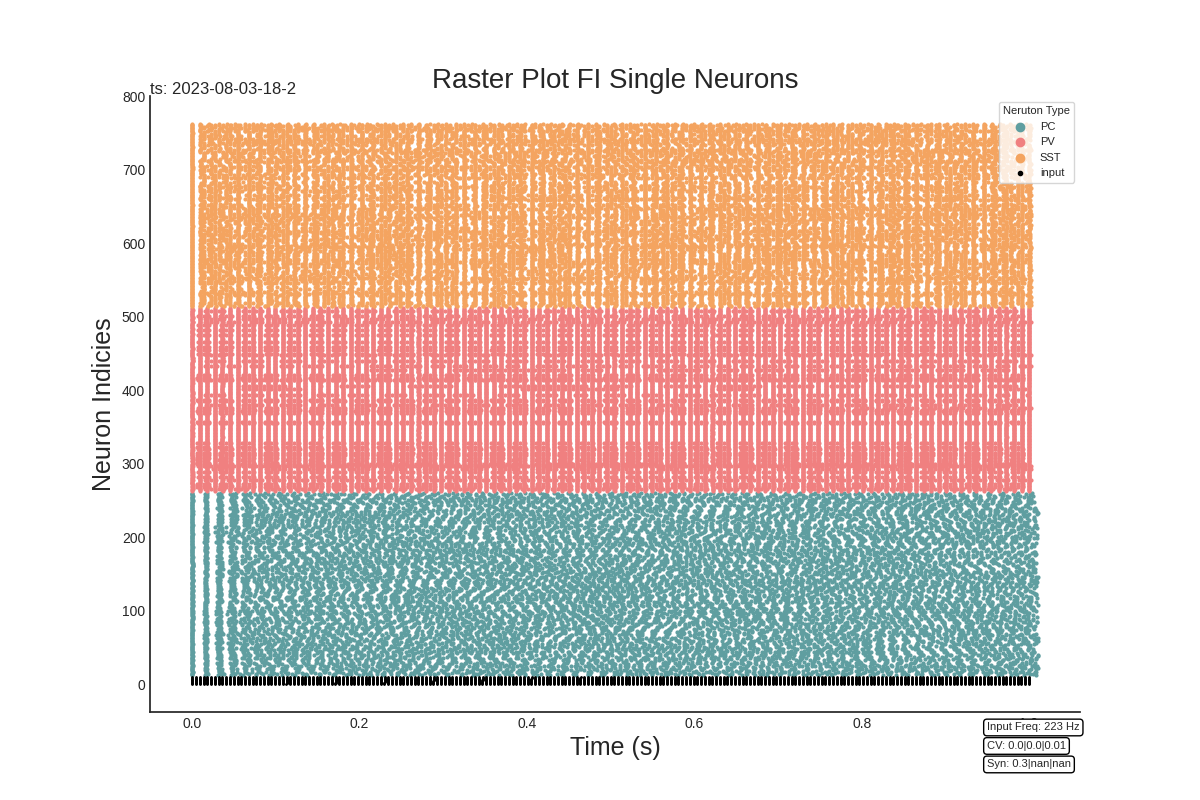 Raster Plot FI Single Neurons
ts: 2023-08-03-18-2
Neruton Type
PC
PV
SST
input
800
700
600
500
400
300
200
100
0
Neuron Indicies
0.0 0.2 0.4 0.6 0.8
Time (s)
Input Freq: 223 Hz
CV: 0.0|0.0|0.01
Syn: 0.3|nan|nan